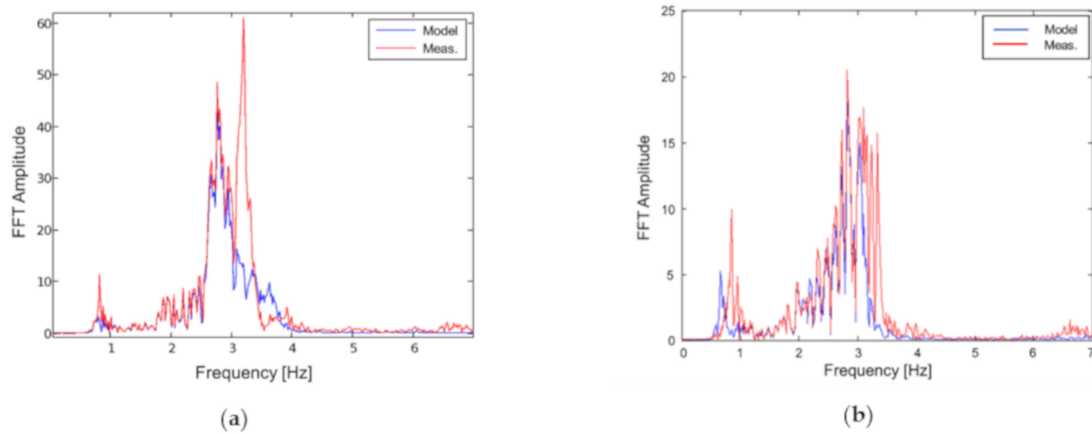 60
50
40
30
20
10
0
FFT Amplitude
Model
Meas.
1 2 3 4 5 6
Frequency [Hz]
(a)
25
20
15
10
5
0
FFT Amplitude
Model
Meas.
0 1 2 3 4 5 6 7
Frequency [Hz]
(b)